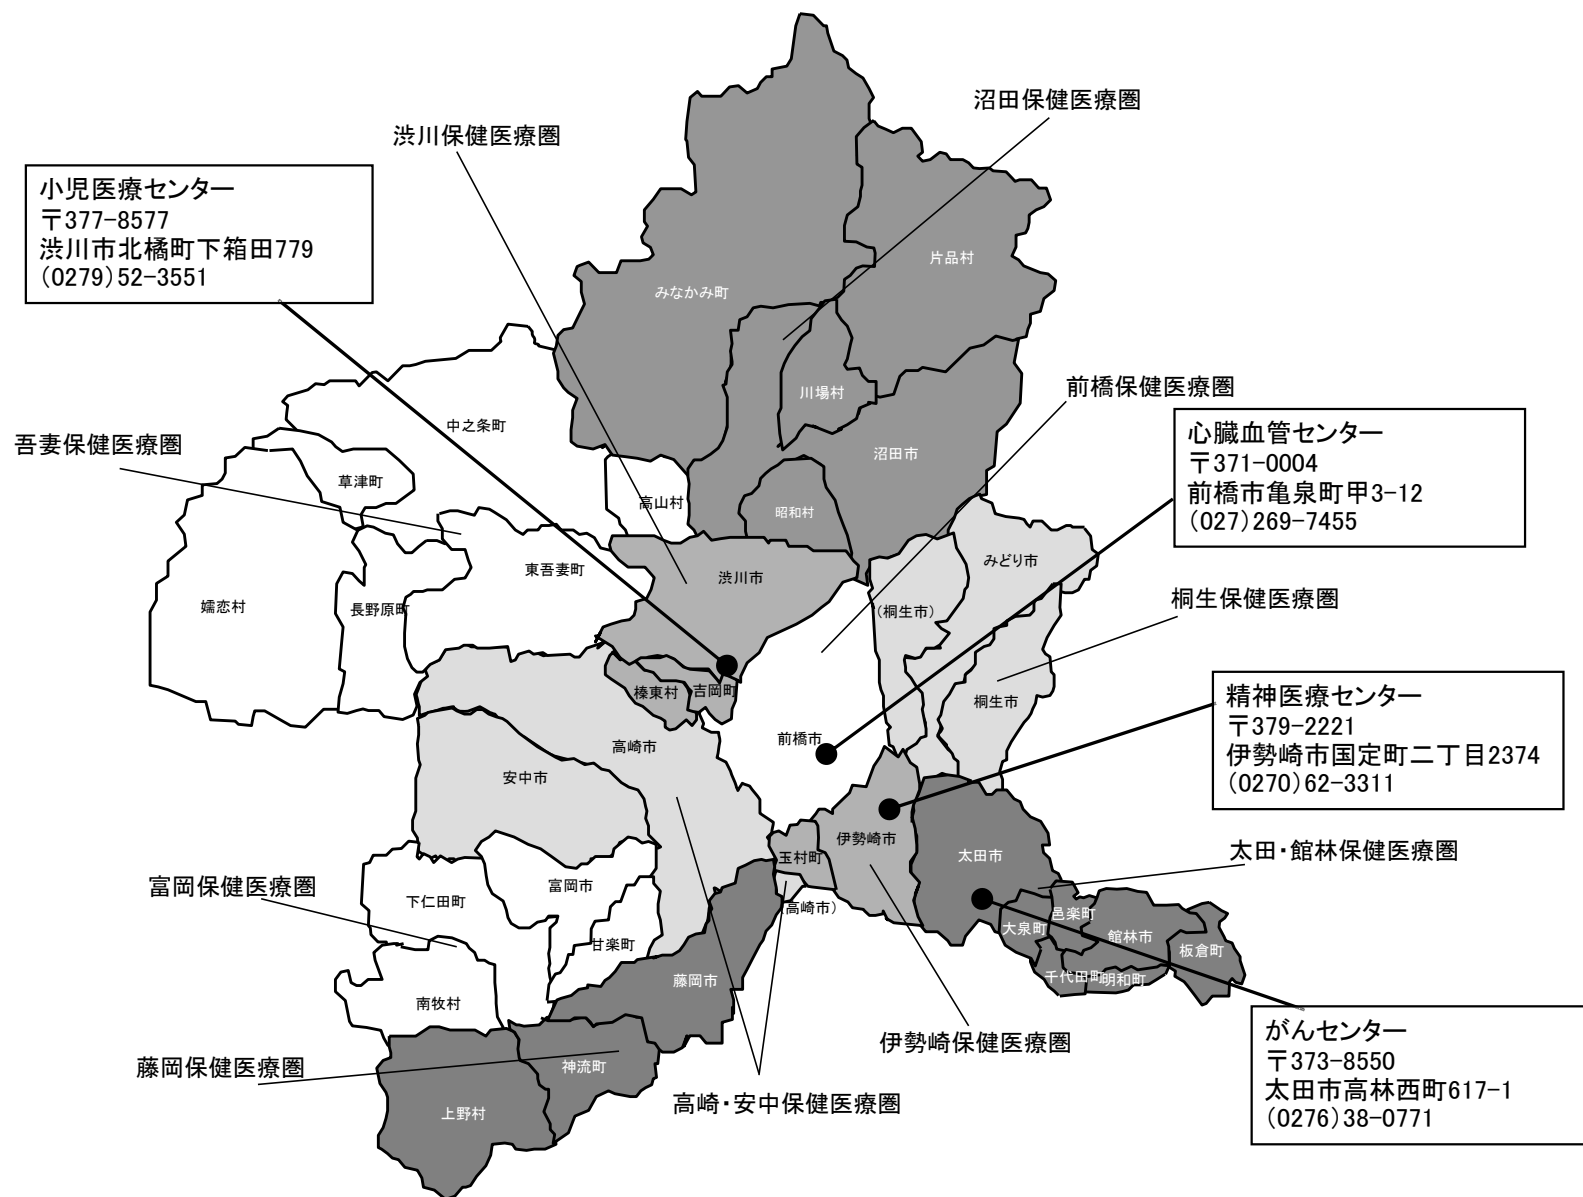 沼田保健医療圏
渋川保健医療圏
小児医療センター
〒377-8577
渋川市北橘町下箱田779
(0279)52-3551
片品村
みなかみ町
川場村
前橋保健医療圏
中之条町
吾妻保健医療圏
心臓血管センター
〒371-0004
前橋市亀泉町甲3-12
(027)269-7455
沼田市
草津町
高山村
昭和村
みどり市
東吾妻町
渋川市
(桐生市)
桐生保健医療圏
嬬恋村
長野原町
榛東村
吉岡町
桐生市
精神医療センター
〒379-2221
伊勢崎市国定町二丁目2374
(0270)62-3311
高崎市
前橋市
安中市
伊勢崎市
玉村町
太田市
太田・館林保健医療圏
富岡保健医療圏
富岡市
下仁田町
(高崎市)
邑楽町
大泉町
館林市
板倉町
甘楽町
藤岡市
千代田町
明和町
南牧村
がんセンター
〒373-8550
太田市高林西町617-1
(0276)38-0771
伊勢崎保健医療圏
藤岡保健医療圏
神流町
高崎・安中保健医療圏
上野村